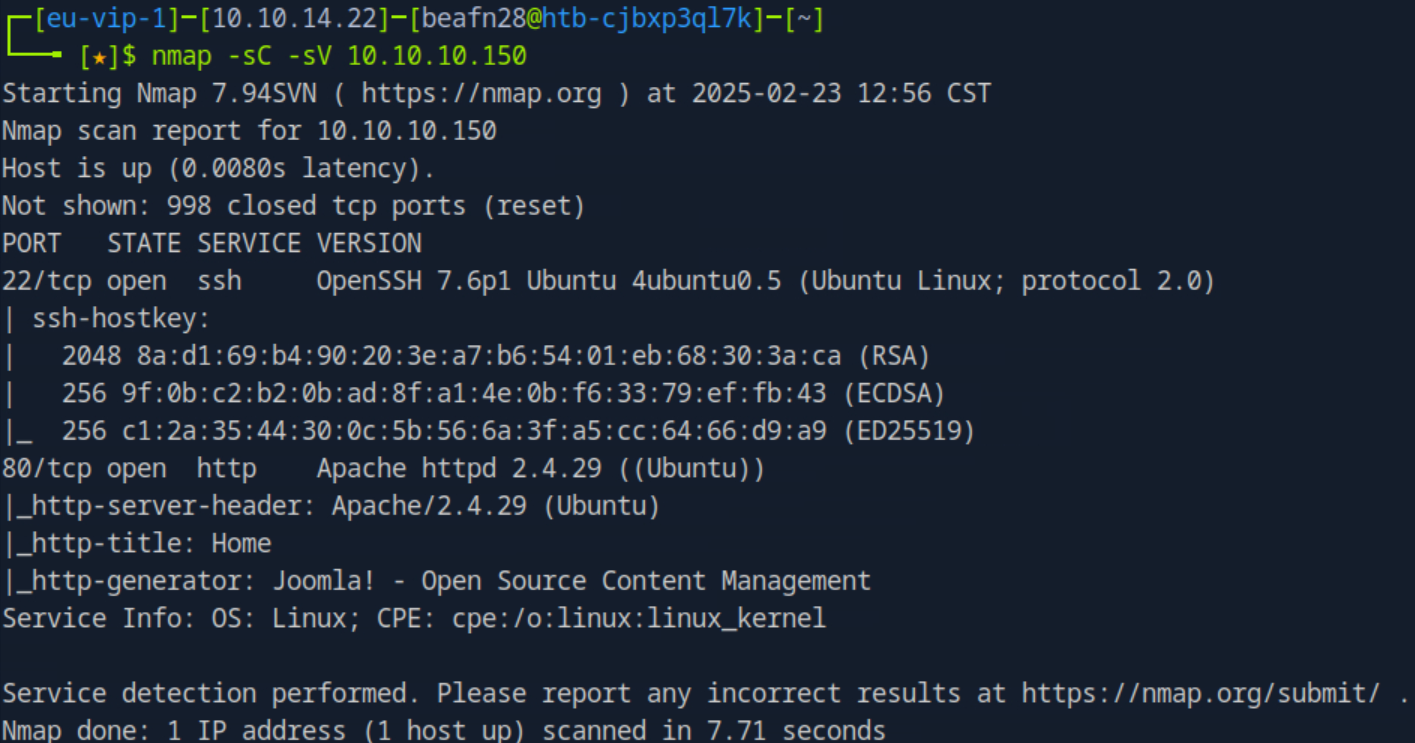 [eu-vip-1]─[10.10.14.22]─[beafn28@htb-cjbxp3ql7k]─[~]
[★]$ nmap -sC -sV 10.10.10.150
Starting Nmap 7.94SVN ( https://nmap.org ) at 2025-02-23 12:56 CST
Nmap scan report for 10.10.10.150
Host is up (0.0080s latency).
Not shown: 998 closed tcp ports (reset)
PORT   STATE SERVICE VERSION
22/tcp open  ssh     OpenSSH 7.6p1 Ubuntu 4ubuntu0.5 (Ubuntu Linux; protocol 2.0)
| ssh-hostkey:
|   2048 8a:d1:69:b4:90:20:3e:a7:b6:54:01:eb:68:30:3a:ca (RSA)
|   256 9f:0b:c2:b2:0b:ad:8f:a1:4e:0b:f6:33:79:ef:fb:43 (ECDSA)
|_  256 c1:2a:35:44:30:0c:5b:56:6a:3f:a5:cc:64:66:d9:a9 (ED25519)
80/tcp open  http    Apache httpd 2.4.29 ((Ubuntu))
|_http-server-header: Apache/2.4.29 (Ubuntu)
|_http-title: Home
|_http-generator: Joomla! - Open Source Content Management
Service Info: OS: Linux; CPE: cpe:/o:linux:linux_kernel

Service detection performed. Please report any incorrect results at https://nmap.org/submit/ .
Nmap done: 1 IP address (1 host up) scanned in 7.71 seconds